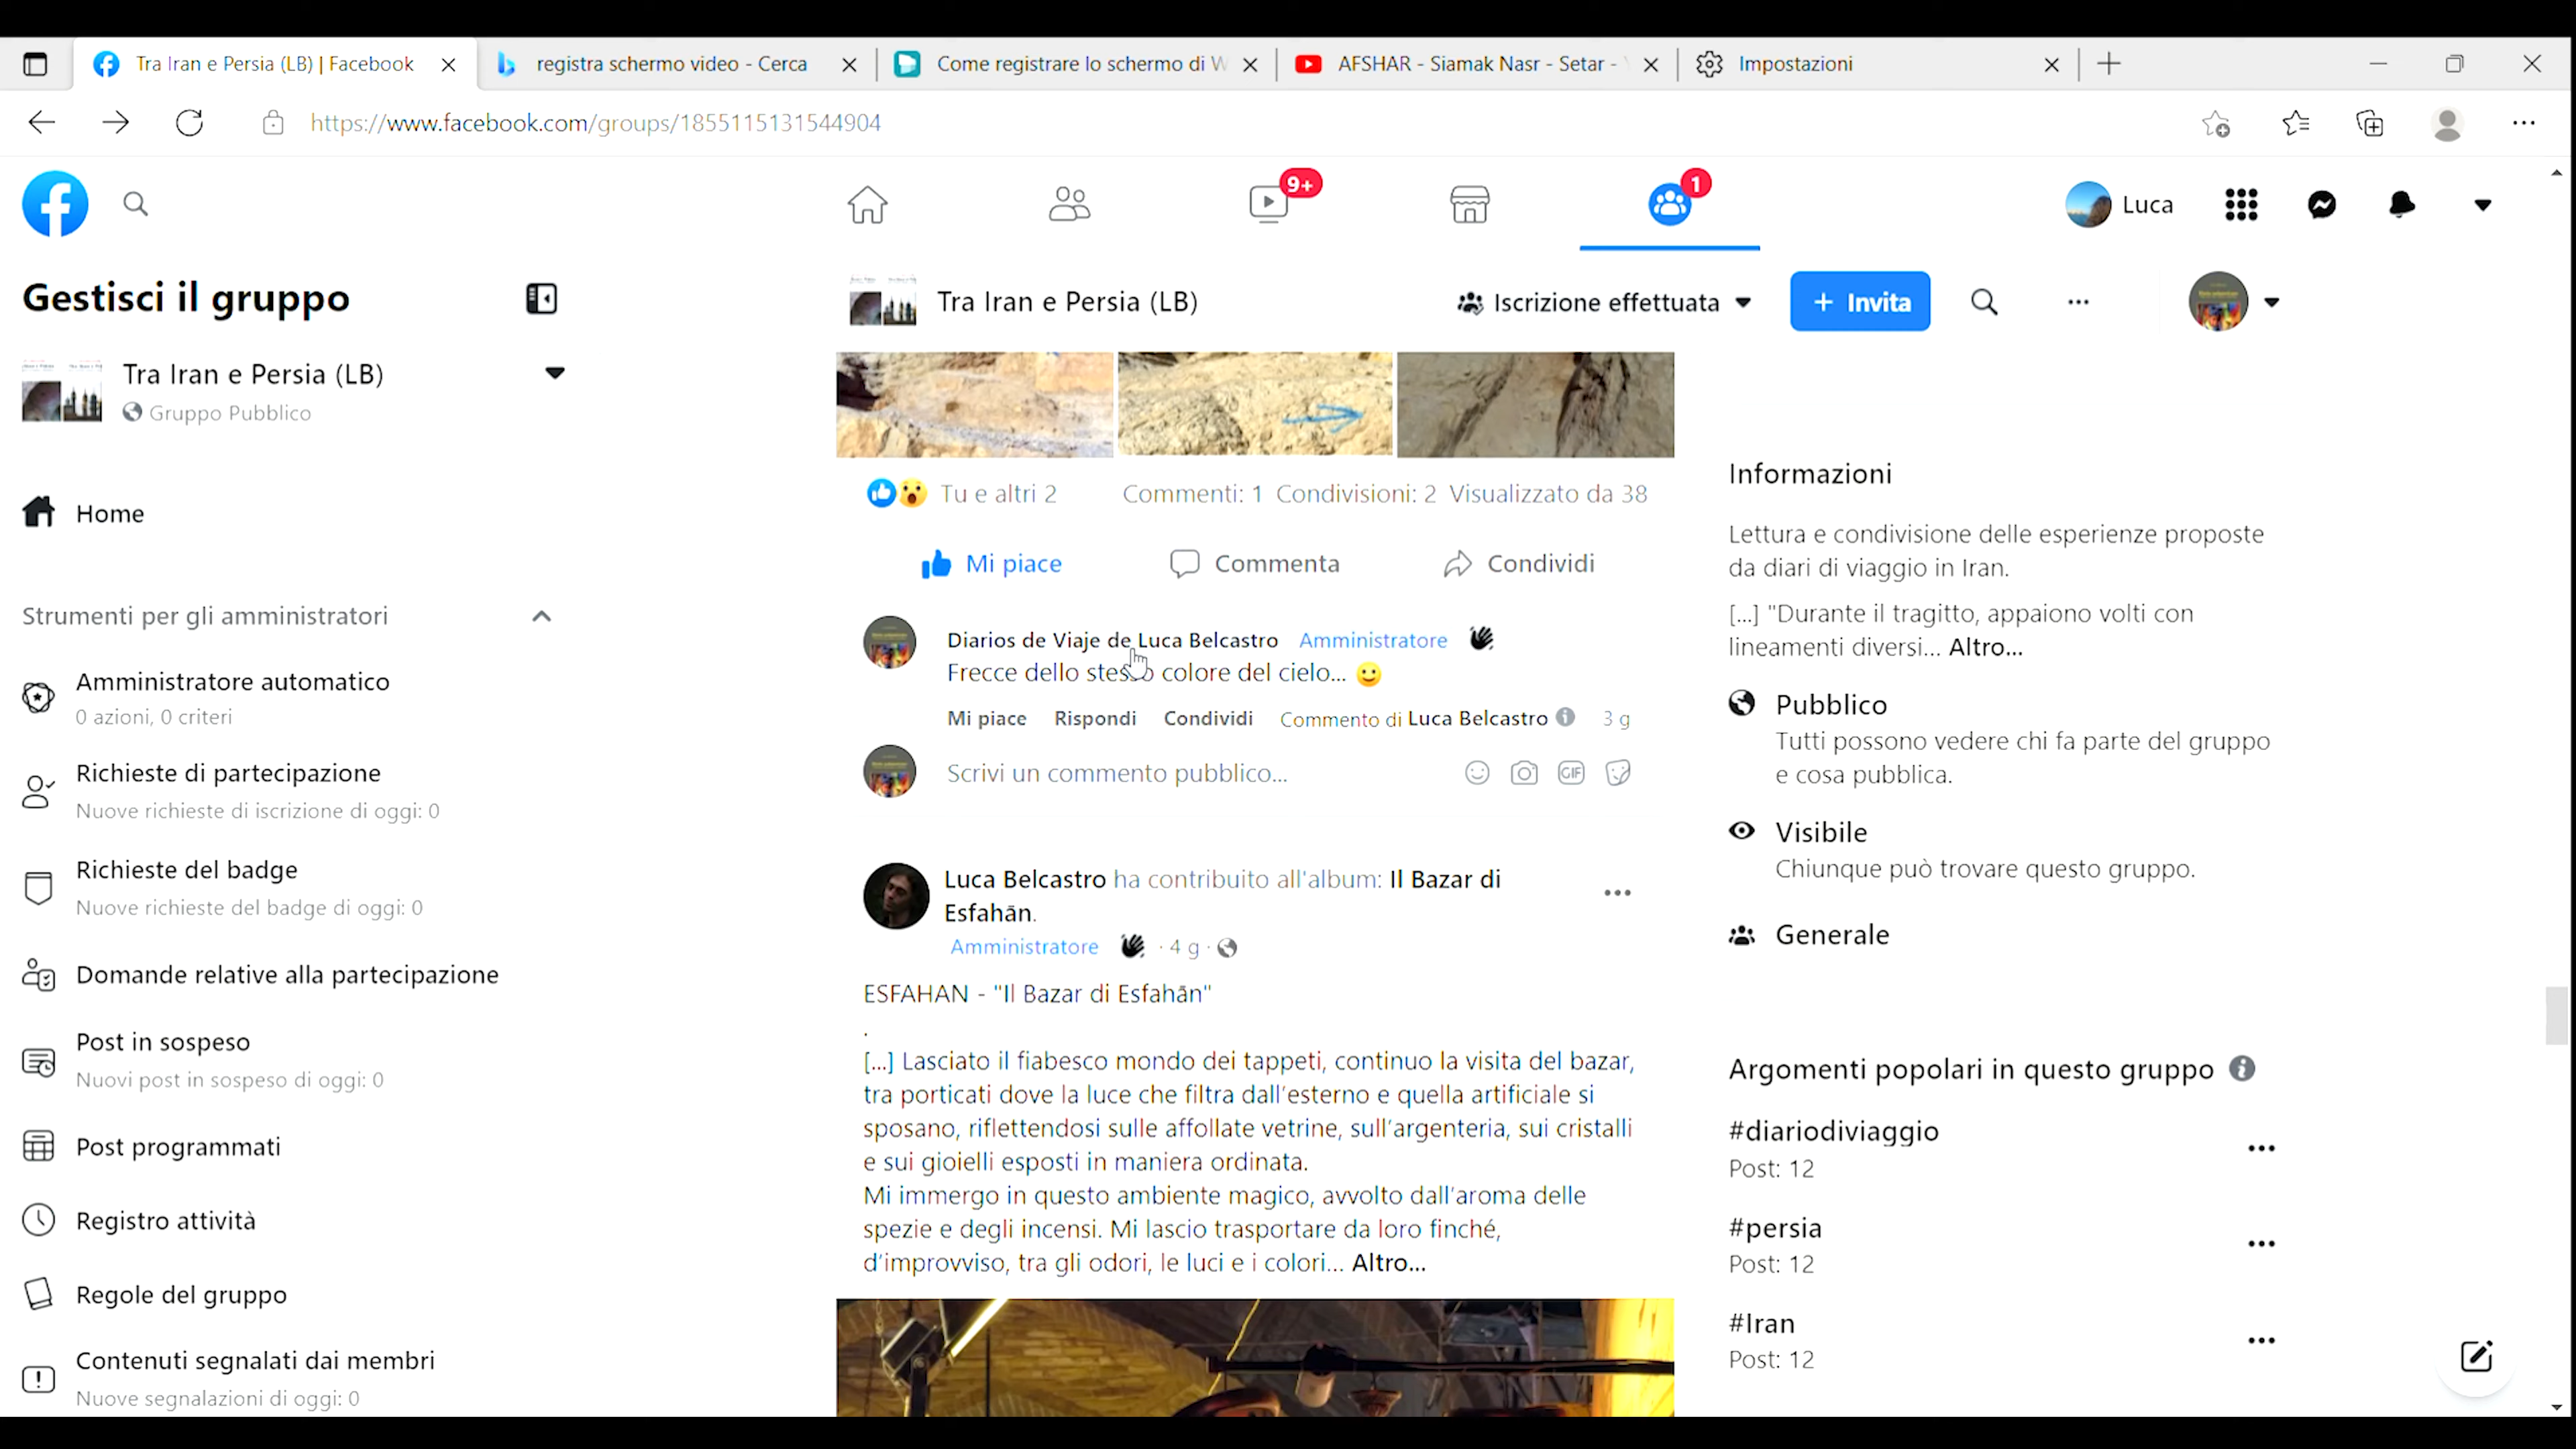 Tra Iran e Persia (LB) | Facebook
registra schermo video - Cerca
Come registrare lo schermo di W
AFSHAR - Siamak Nasr - Setar -
Impostazioni
https://www.facebook.com/groups/1855115131544904
9+
1
Luca
Gestisci il gruppo
Tra Iran e Persia (LB)
Iscrizione effettuata
+ Invita
Tra Iran e Persia (LB)
Gruppo Pubblico
Home
Strumenti per gli amministratori
Amministratore automatico
0 azioni, 0 criteri
Richieste di partecipazione
Nuove richieste di iscrizione di oggi: 0
Richieste del badge
Nuove richieste del badge di oggi: 0
Domande relative alla partecipazione
Post in sospeso
Nuovi post in sospeso di oggi: 0
Post programmati
Registro attività
Regole del gruppo
Contenuti segnalati dai membri
Nuove segnalazioni di oggi: 0
Tu e altri 2
Commenti: 1 Condivisioni: 2 Visualizzato da 38
Mi piace
Commenta
Condividi
Diarios de Viaje de Luca Belcastro Amministratore
Frecce dello stesso colore del cielo...
Mi piace Rispondi Condividi Commento di Luca Belcastro 3 g
Scrivi un commento pubblico...
GIF
Luca Belcastro ha contribuito all'album: Il Bazar di
Esfahān.
Amministratore · 4 g ·
ESFAHAN - "Il Bazar di Esfahān"
.
[...] Lasciato il fiabesco mondo dei tappeti, continuo la visita del bazar,
tra porticati dove la luce che filtra dall'esterno e quella artificiale si
sposano, riflettendosi sulle affollate vetrine, sull'argenteria, sui cristalli
e sui gioielli esposti in maniera ordinata.
Mi immergo in questo ambiente magico, avvolto dall'aroma delle
spezie e degli incensi. Mi lascio trasportare da loro finché,
d'improvviso, tra gli odori, le luci e i colori... Altro...
Informazioni
Lettura e condivisione delle esperienze proposte
da diari di viaggio in Iran.
[...] "Durante il tragitto, appaiono volti con
lineamenti diversi... Altro...
Pubblico
Tutti possono vedere chi fa parte del gruppo
e cosa pubblica.
Visibile
Chiunque può trovare questo gruppo.
Generale
Argomenti popolari in questo gruppo
#diariodiviaggio
Post: 12
#persia
Post: 12
#Iran
Post: 12